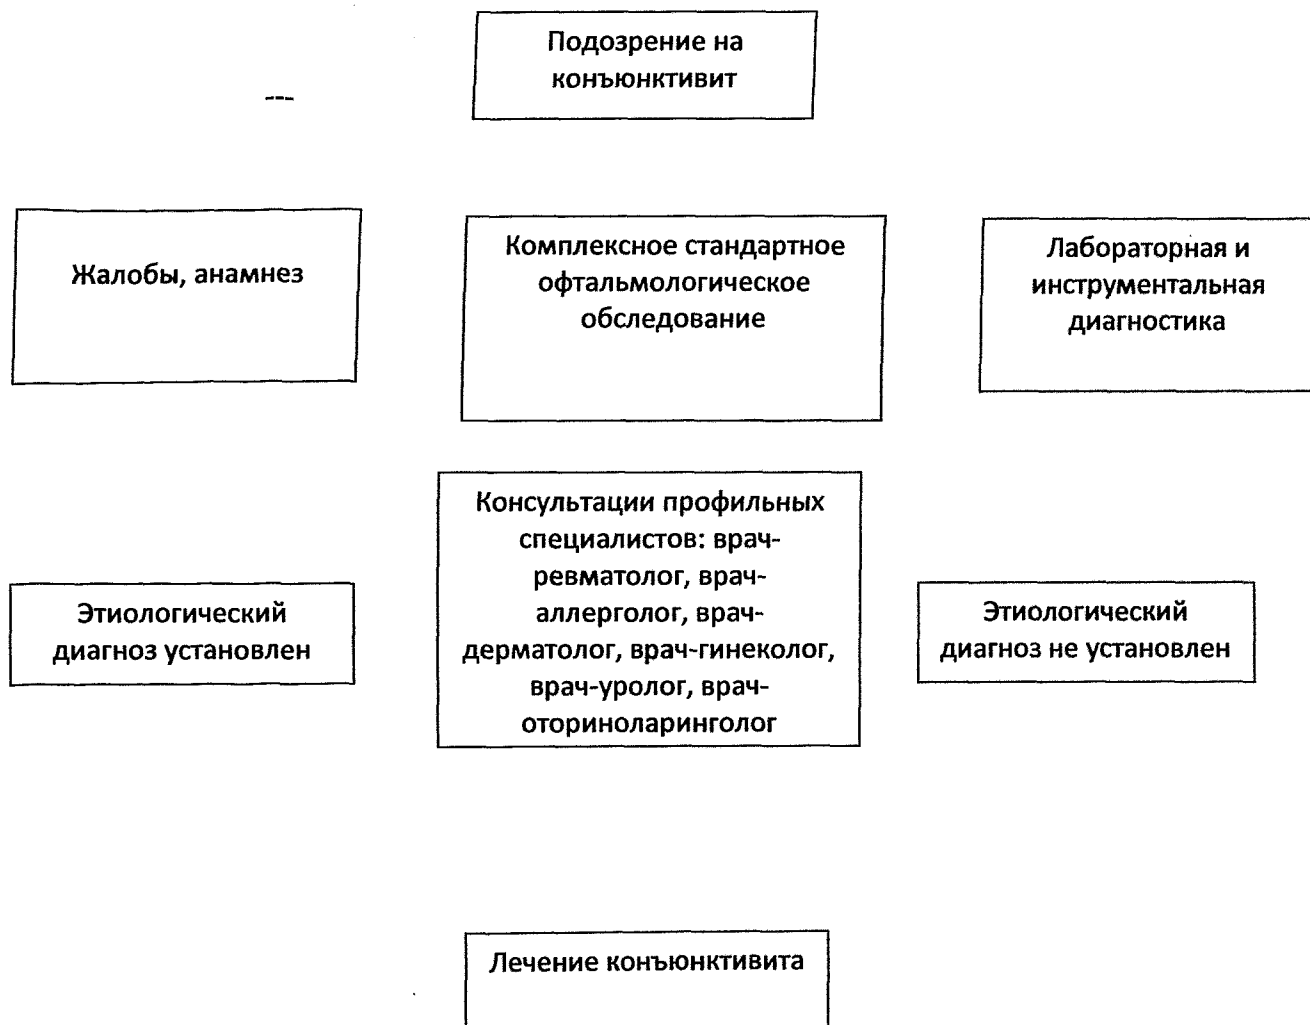 Подозрение на
конъюнктивит
---
Жалобы, анамнез
Комплексное стандартное
офтальмологическое
обследование
Лабораторная и
инструментальная
диагностика
Этиологический
диагноз установлен
Консультации профильных
специалистов: врач-
ревматолог, врач-
аллерголог, врач-
дерматолог, врач-гинеколог,
врач-уролог, врач-
оториноларинголог
Этиологический
диагноз не установлен
Лечение конъюнктивита